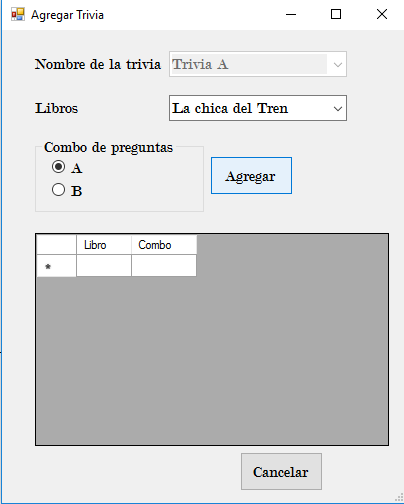 Agregar Trivia
Nombre de la trivia Trivia A
Libros La chica del Tren
Combo de preguntas
A
B
Agregar
Libro Combo
*
Cancelar